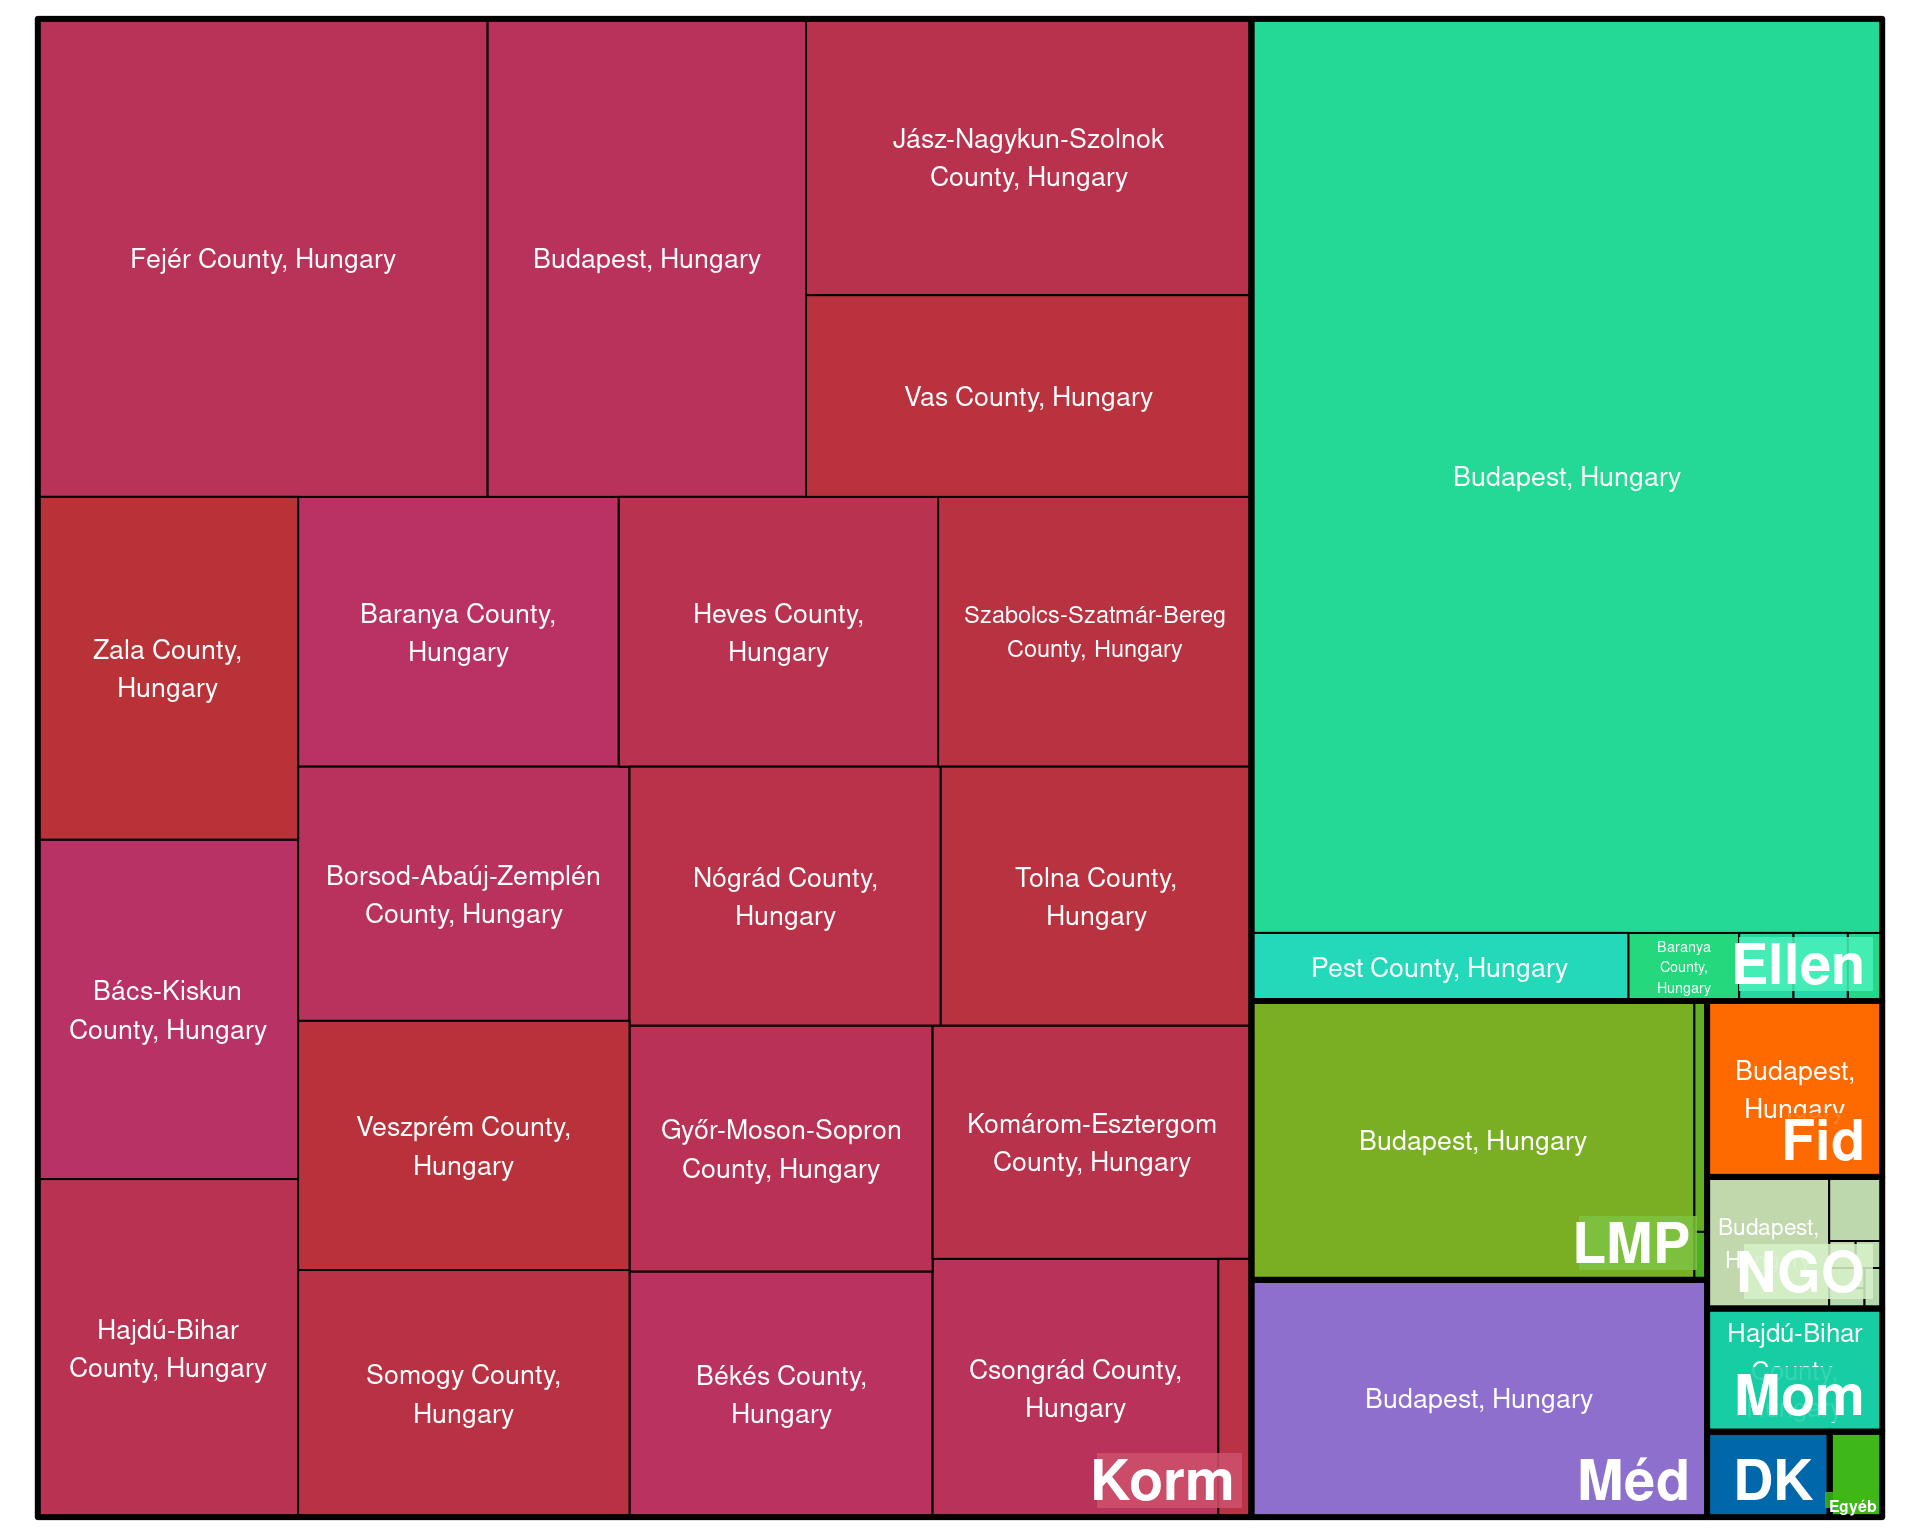 Fejér County, Hungary
Budapest, Hungary
Jász-Nagykun-Szolnok
County, Hungary
Vas County, Hungary
Zala County,
Hungary
Baranya County,
Hungary
Heves County,
Hungary
Szabolcs-Szatmár-Bereg
County, Hungary
Bács-Kiskun
County, Hungary
Borsod-Abaúj-Zemplén
County, Hungary
Nógrád County,
Hungary
Tolna County,
Hungary
Hajdú-Bihar
County, Hungary
Veszprém County,
Hungary
Győr-Moson-Sopron
County, Hungary
Komárom-Esztergom
County, Hungary
Somogy County,
Hungary
Békés County,
Hungary
Csongrád County,
Hungary
Korm
Budapest, Hungary
Pest County, Hungary
Baranya
County,
Hungary
Ellen
Budapest, Hungary
LMP
Budapest, Hungary
Méd
Budapest,
Hungary
Fid
Budapest,
NGO
Hajdú-Bihar
County,
Mom
DK
Egyéb